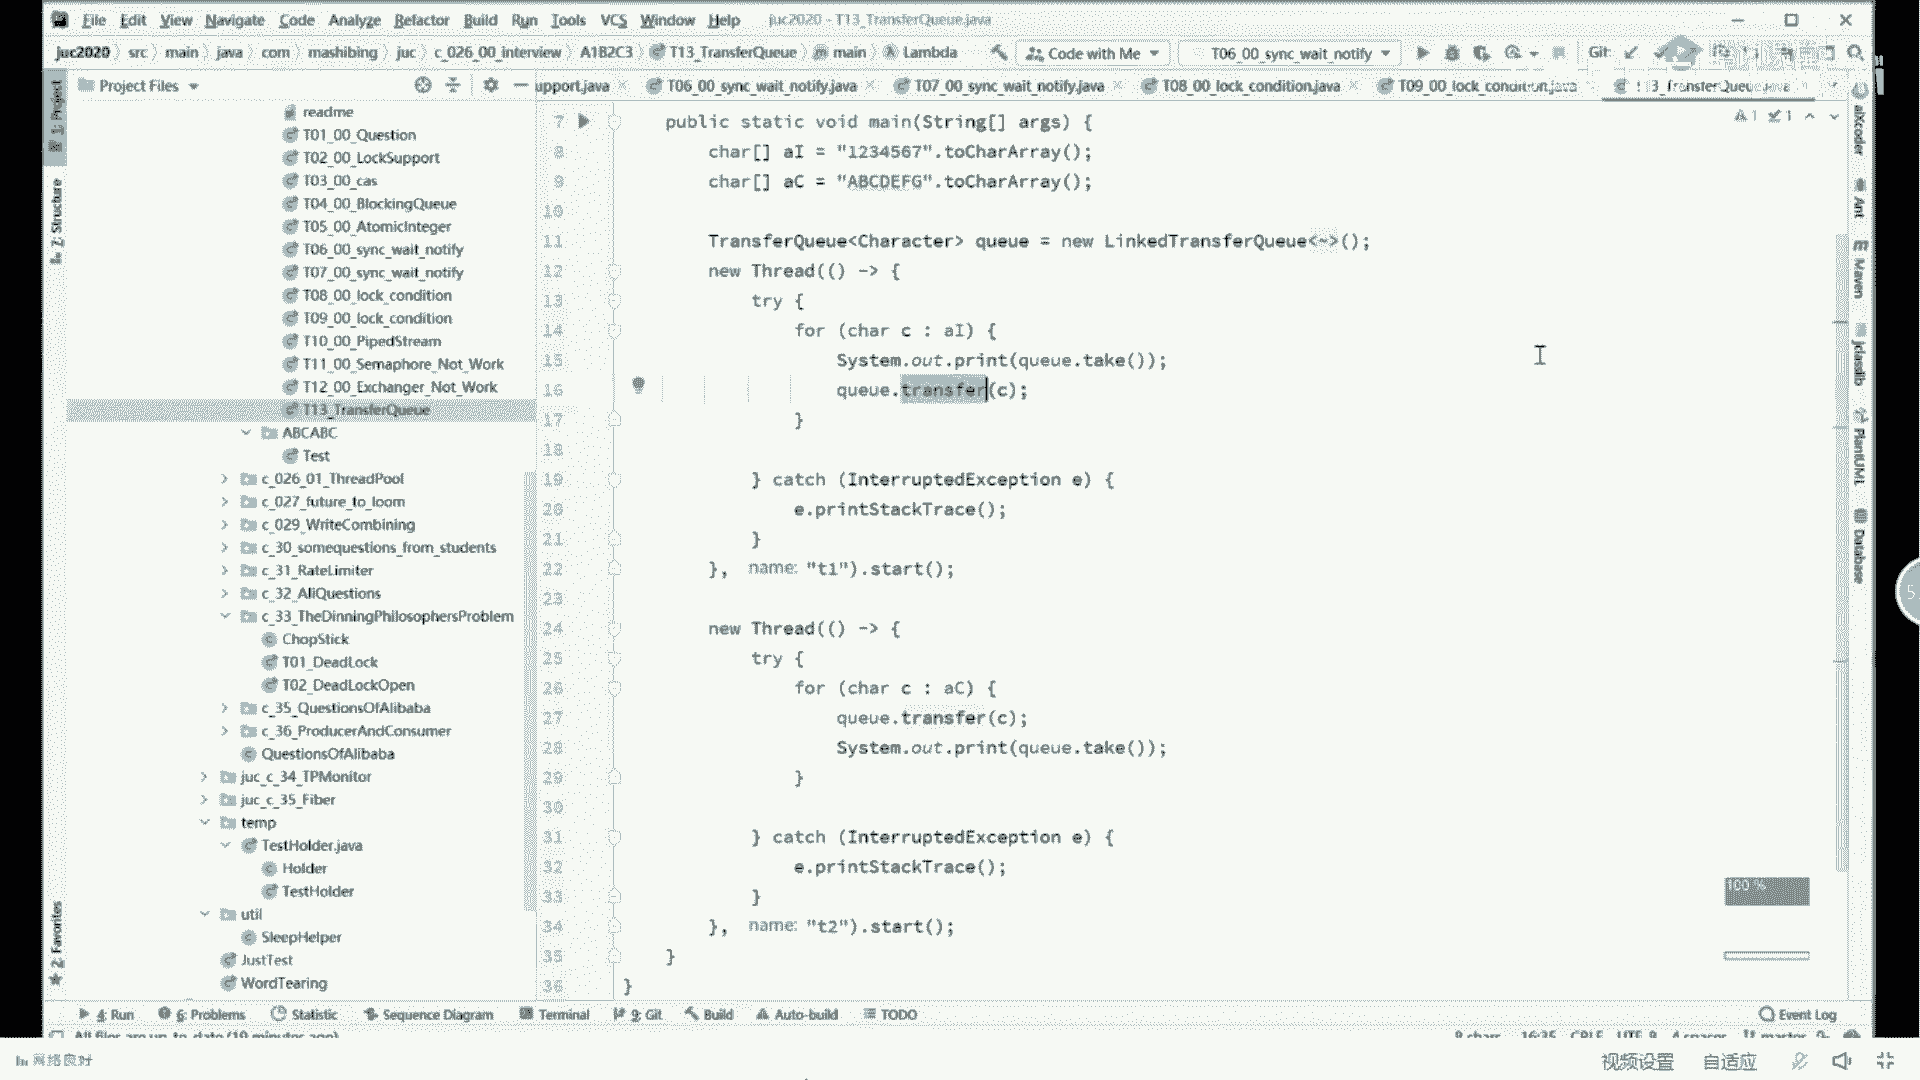 File Edit View Navigate Code Analyze Refactor Build Run Tools VCS Window Help juc2020 - T13_TransferQueue.java
juc2020 src main java com mashibing juc c_026_00_interview A1B2C3 T13_TransferQueue main Lambda Code with Me T06_00_sync_wait_notify Git:
Project Files
upport.java T06_00_sync_wait_notify.java T07_00_sync_wait_notify.java T08_00_lock_condition.java T09_00_lock_condition.java T13_TransferQueue.java
1: Project
Z: Structure
2: Favorites
readme
T01_00_Question
T02_00_LockSupport
T03_00_cas
T04_00_BlockingQueue
T05_00_AtomicInteger
T06_00_sync_wait_notify
T07_00_sync_wait_notify
T08_00_lock_condition
T09_00_lock_condition
T10_00_PipedStream
T11_00_Semaphore_Not_Work
T12_00_Exchanger_Not_Work
T13_TransferQueue
ABCABC
Test
c_026_01_ThreadPool
c_027_future_to_loom
c_029_WriteCombining
c_30_somequestions_from_students
c_31_RateLimiter
c_32_AliQuestions
c_33_TheDinningPhilosophersProblem
ChopStick
T01_DeadLock
T02_DeadLockOpen
c_35_QuestionsOfAlibaba
c_36_ProducerAndConsumer
QuestionsOfAlibaba
juc_c_34_TPMonitor
juc_c_35_Fiber
temp
TestHolder.java
Holder
TestHolder
util
SleepHelper
JustTest
WordTearing
7 public static void main(String[] args) {
8 char[] aI = "1234567".toCharArray();
9 char[] aC = "ABCDEFG".toCharArray();
10
11 TransferQueue<Character> queue = new LinkedTransferQueue<~>();
12 new Thread(() -> {
13 try {
14 for (char c : aI) {
15 System.out.print(queue.take());
16 queue.transfer(c);
17 }
18
19 } catch (InterruptedException e) {
20 e.printStackTrace();
21 }
22 }, name: "t1").start();
23
24 new Thread(() -> {
25 try {
26 for (char c : aC) {
27 queue.transfer(c);
28 System.out.print(queue.take());
29 }
30
31 } catch (InterruptedException e) {
32 e.printStackTrace();
33 }
34 }, name: "t2").start();
35 }
36 }
1 1
aiXcoder
Ant
Maven
jclasslib
PlantUML
Database
100 %
5
4: Run 6: Problems Statistic Sequence Diagram Terminal 9: Git Build Auto-build TODO Event Log
All files are up-to-date (10 minutes ago) 8 chars 16:35 CRLF UTF-8 4 spaces master
网络良好 视频设置 自适应